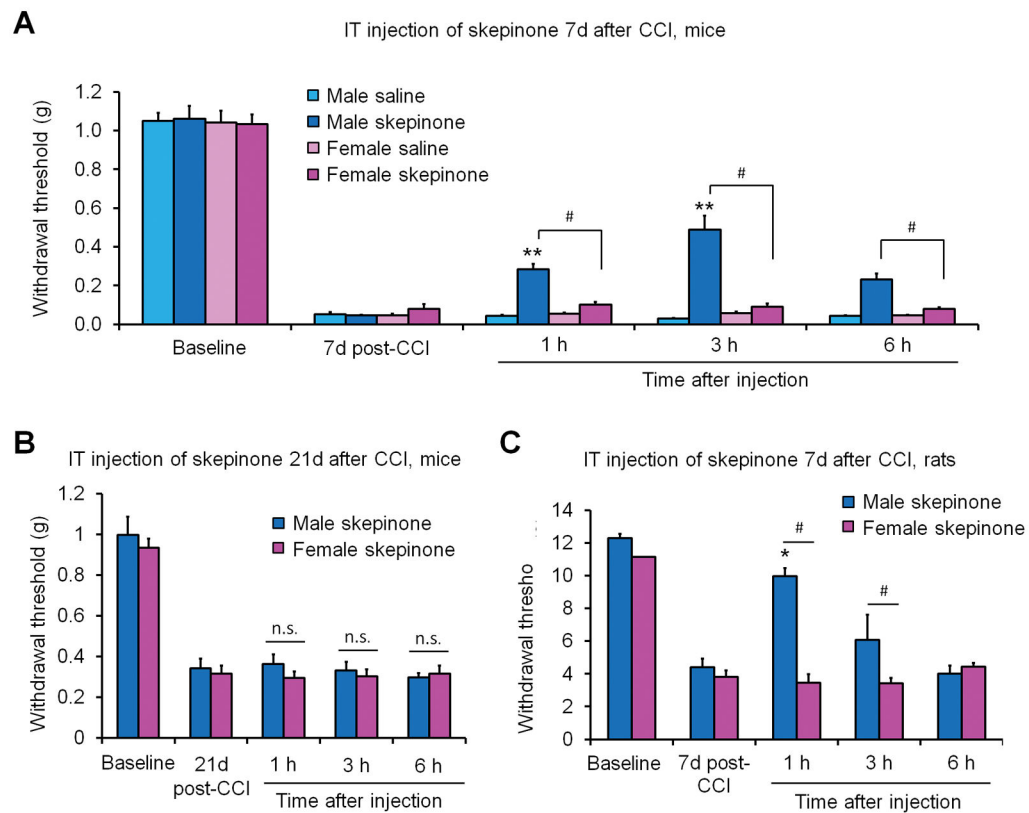 A
IT injection of skepinone 7d after CCI, mice
Withdrawal threshold (g)
1.2
1.0
0.8
0.6
0.4
0.2
0.0
Male saline
Male skepinone
Female saline
Female skepinone
**
#
**
#
#
Baseline
7d post-CCI
1 h
3 h
6 h
Time after injection
B
IT injection of skepinone 21d after CCI, mice
Withdrawal threshold (g)
1.2
1
0.8
0.6
0.4
0.2
0
Male skepinone
Female skepinone
n.s.
n.s.
n.s.
Baseline
21d
post-CCI
1 h
3 h
6 h
Time after injection
C
IT injection of skepinone 7d after CCI, rats
Withdrawal thresho
14
12
10
8
6
4
2
0
Male skepinone
Female skepinone
#
*
#
Baseline
7d post-
CCI
1 h
3 h
6 h
Time after injection